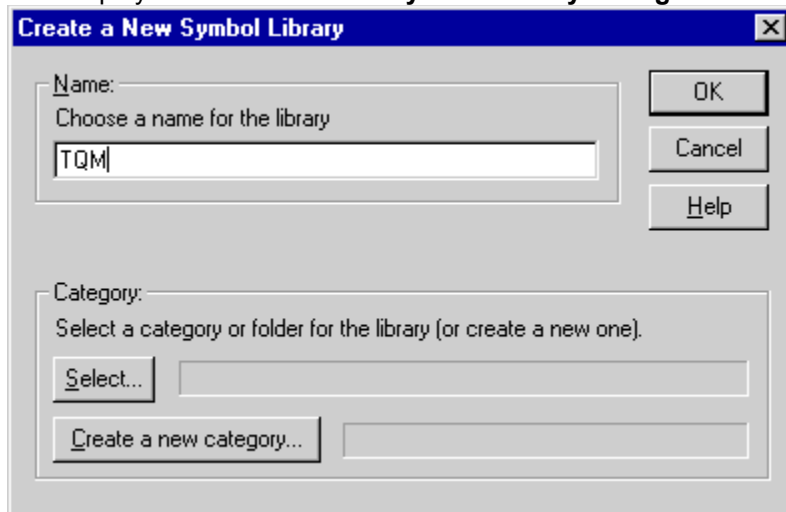 Create a New Symbol Library
Name:
Choose a name for the library
TQM
OK
Cancel
Help
Category:
Select a category or folder for the library (or create a new one).
Select...
Create a new category...